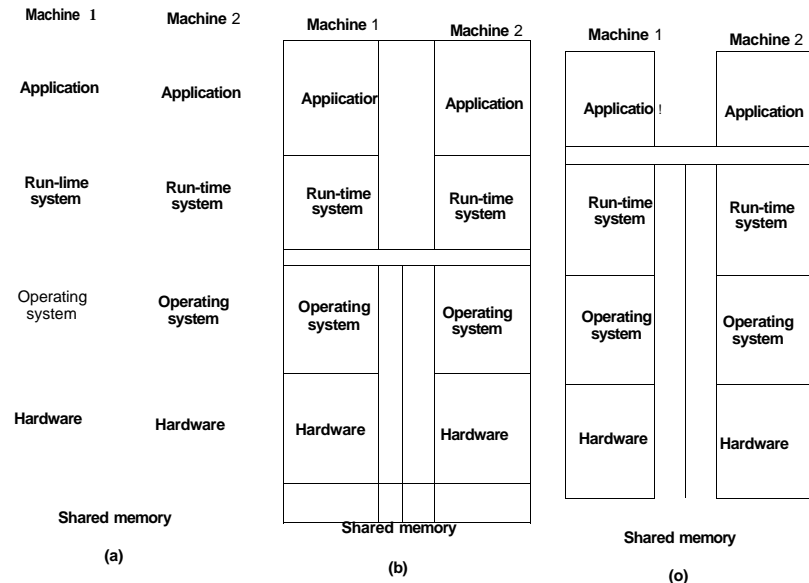 Machine 1
Machine 2
Application
Application
Run-lime
system
Run-time
system
Operating
system
Operating
system
Hardware
Hardware
Shared memory
(a)
Machine 1
Machine 2
Appiicatior
Application
Run-time
system
Run-time
system
Operating
system
Operating
system
Hardware
Hardware
Shared memory
(b)
Machine 1
Machine 2
Applicatio!
Application
Run-time
system
Run-time
system
Operating
system
Operating
system
Hardware
Hardware
Shared memory
(o)